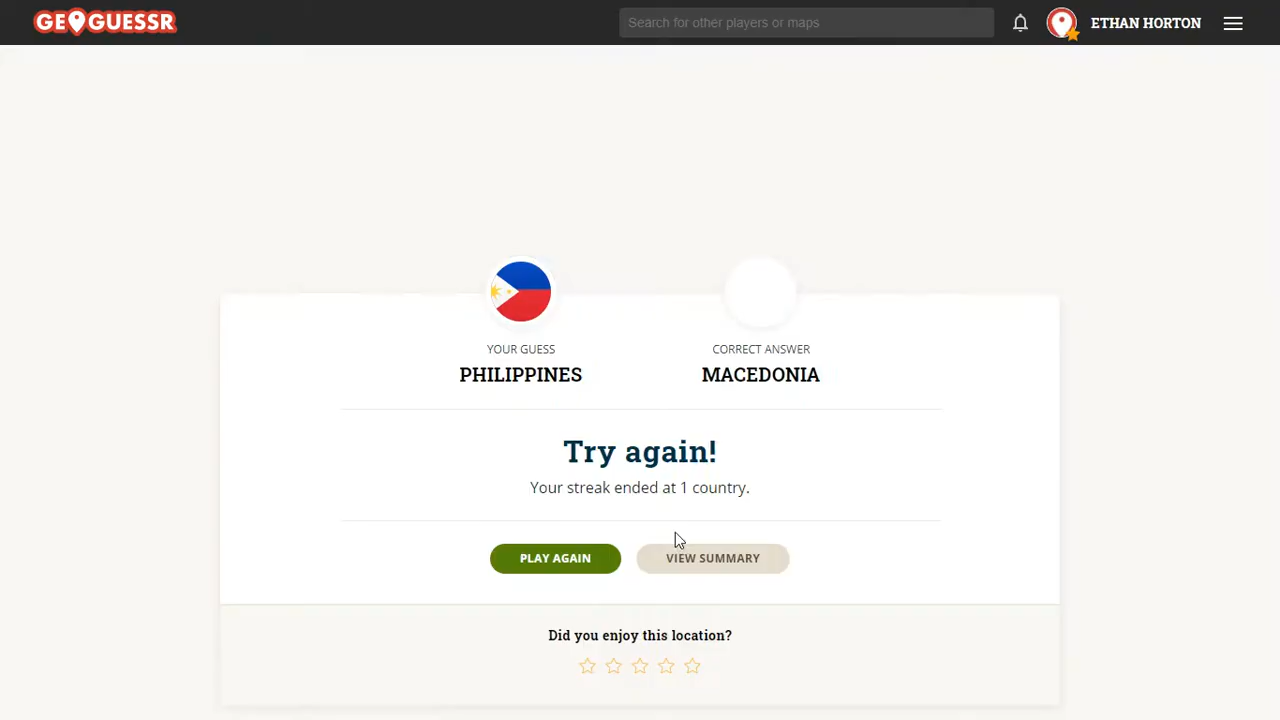 GEOGUESSR
Search for other players or maps
ETHAN HORTON
YOUR GUESS
PHILIPPINES
CORRECT ANSWER
MACEDONIA
Try again!
Your streak ended at 1 country.
PLAY AGAIN
VIEW SUMMARY
Did you enjoy this location?